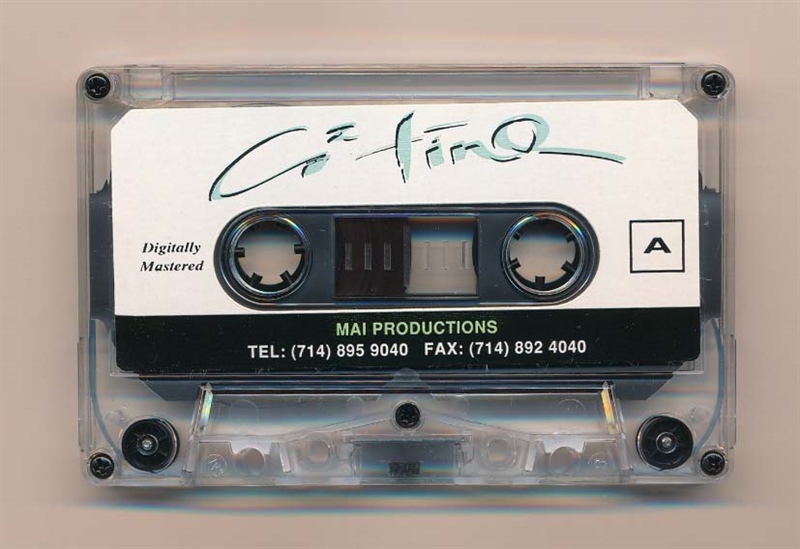 Digitally
Mastered
A
MAI PRODUCTIONS
TEL: (714) 895 9040 FAX: (714) 892 4040